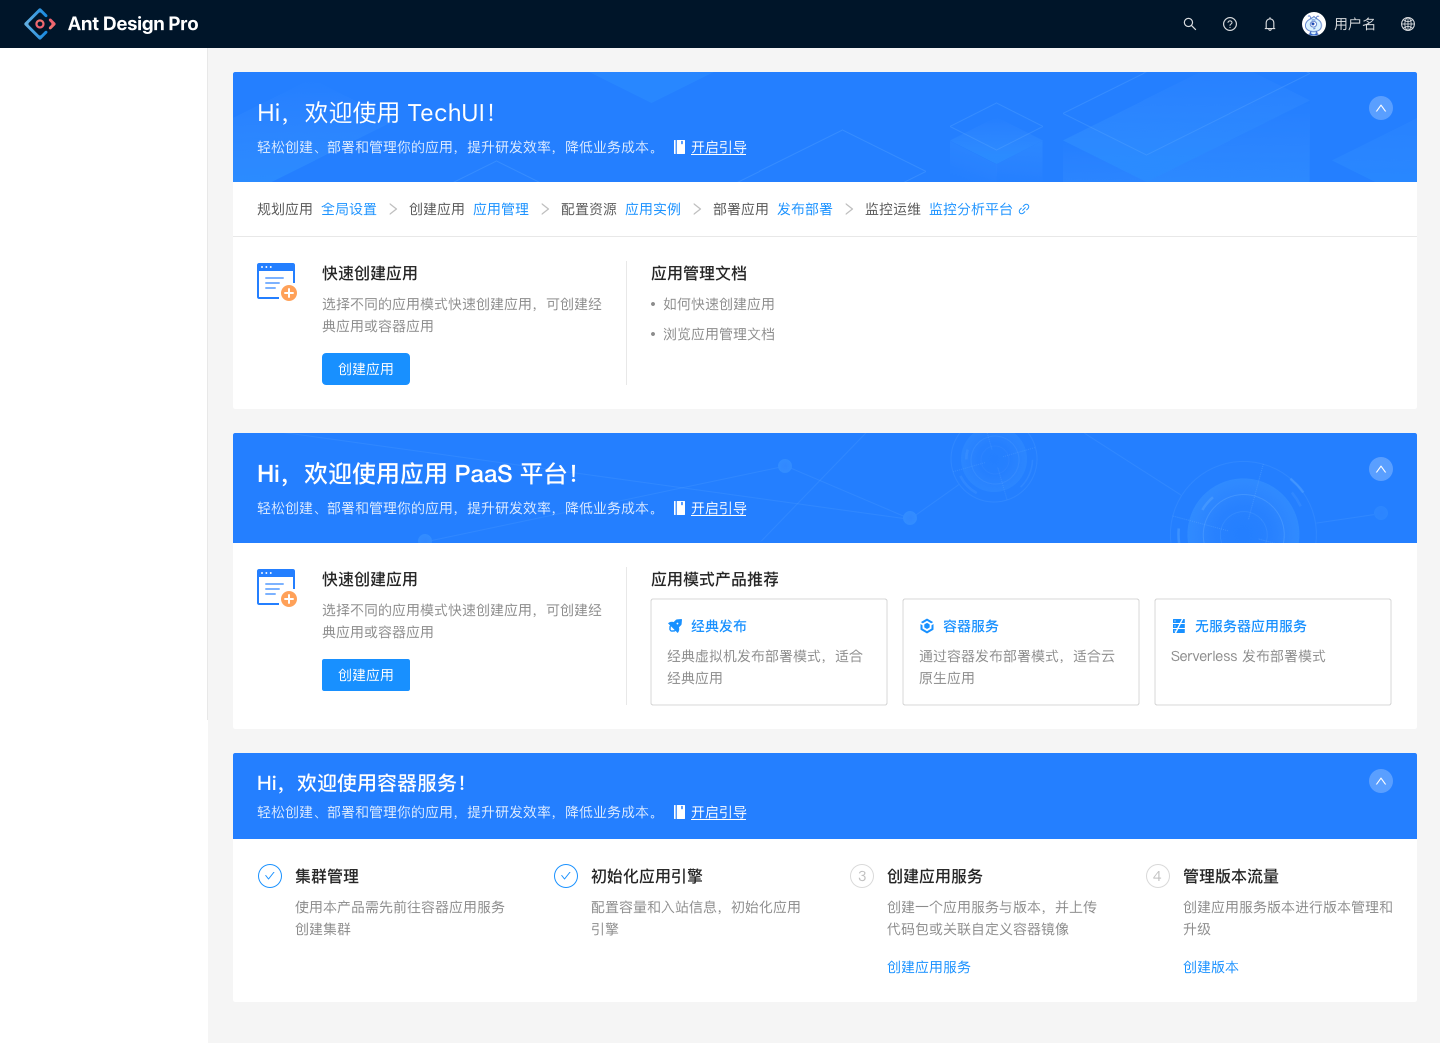 Ant Design Pro
用户名
Hi，欢迎使用 TechUI！
轻松创建、部署和管理你的应用，提升研发效率，降低业务成本。 开启引导
规划应用 全局设置 > 创建应用 应用管理 > 配置资源 应用实例 > 部署应用 发布部署 > 监控运维 监控分析平台
快速创建应用
选择不同的应用模式快速创建应用，可创建经
典应用或容器应用
创建应用
应用管理文档
• 如何快速创建应用
• 浏览应用管理文档
Hi，欢迎使用应用 PaaS 平台！
轻松创建、部署和管理你的应用，提升研发效率，降低业务成本。 开启引导
快速创建应用
选择不同的应用模式快速创建应用，可创建经
典应用或容器应用
创建应用
应用模式产品推荐
经典发布
经典虚拟机发布部署模式，适合
经典应用
容器服务
通过容器发布部署模式，适合云
原生应用
无服务器应用服务
Serverless 发布部署模式
Hi，欢迎使用容器服务！
轻松创建、部署和管理你的应用，提升研发效率，降低业务成本。 开启引导
集群管理
使用本产品需先前往容器应用服务
创建集群
初始化应用引擎
配置容量和入站信息，初始化应用
引擎
3 创建应用服务
创建一个应用服务与版本，并上传
代码包或关联自定义容器镜像
创建应用服务
4 管理版本流量
创建应用服务版本进行版本管理和
升级
创建版本